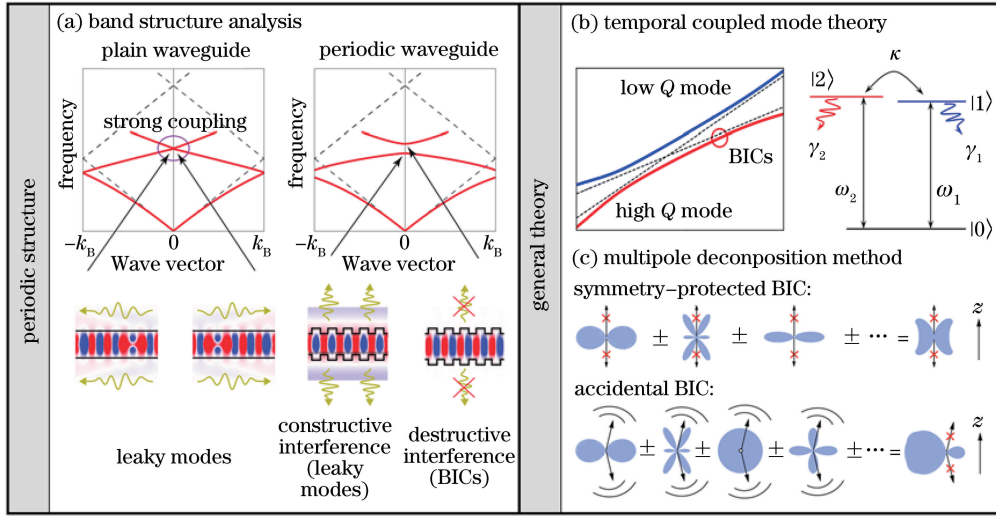 periodic structure
(a) band structure analysis
plain waveguide
periodic waveguide
frequency
strong coupling
−k_B 0 k_B
Wave vector
frequency
−k_B 0 k_B
Wave vector
leaky modes
constructive
interference
(leaky
modes)
destructive
interference
(BICs)
general theory
(b) temporal coupled mode theory
low Q mode
BICs
high Q mode
κ
|2⟩
|1⟩
γ₂
γ₁
ω₂
ω₁
|0⟩
(c) multipole deconposition method
symmetry−protected BIC:
± ± ± ··· = z
accidental BIC:
± ± ± ± ··· = z